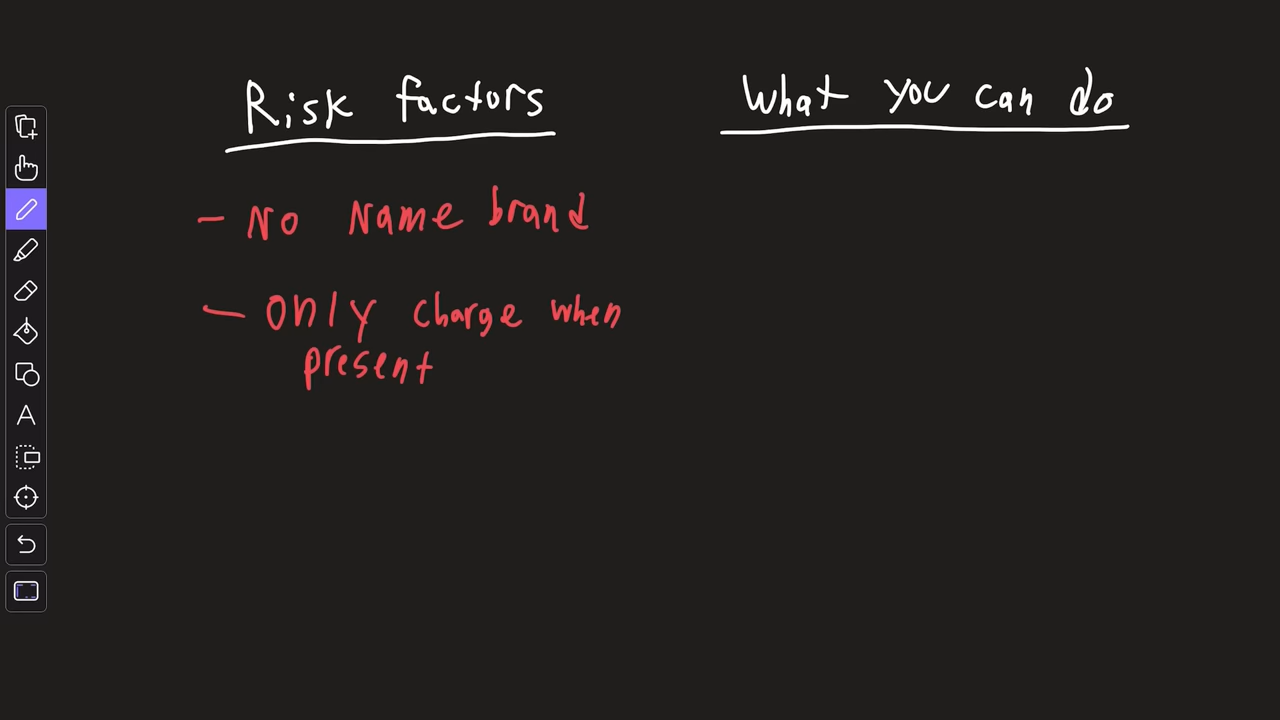 Risk factors
What you can do
- No Name brand
- Only charge when
present